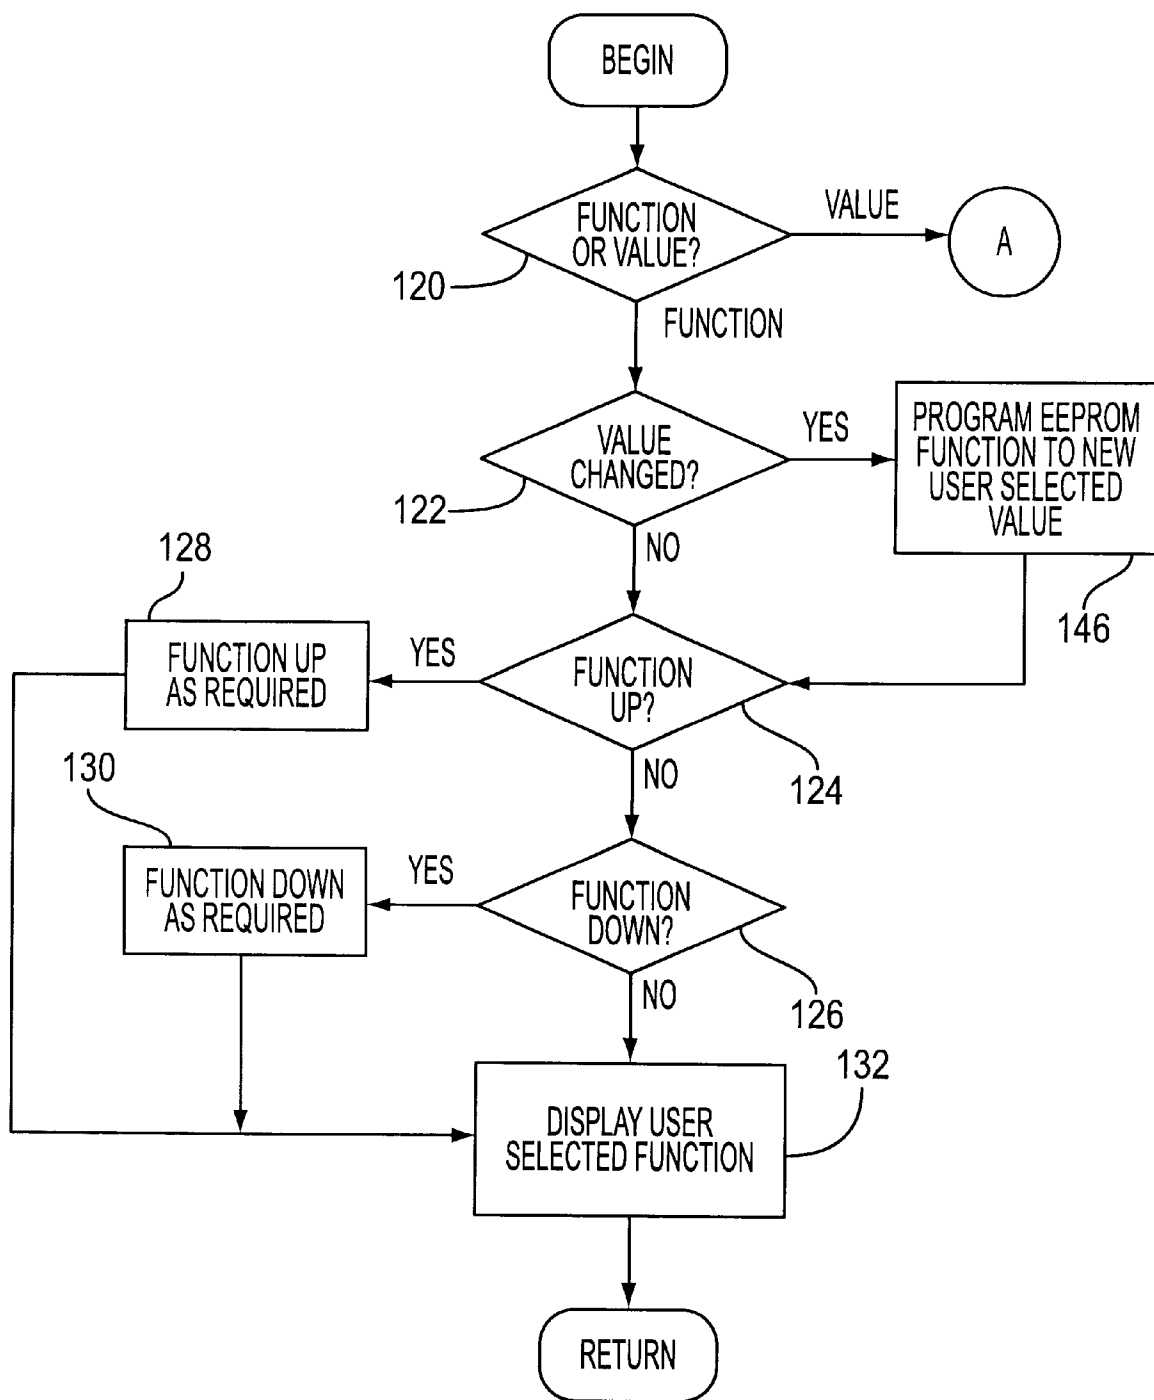 BEGIN
FUNCTION
OR VALUE?
VALUE
A
120
FUNCTION
VALUE
CHANGED?
YES
PROGRAM EEPROM
FUNCTION TO NEW
USER SELECTED
VALUE
122
NO
146
128
FUNCTION UP
AS REQUIRED
YES
FUNCTION
UP?
124
NO
130
FUNCTION DOWN
AS REQUIRED
YES
FUNCTION
DOWN?
126
NO
132
DISPLAY USER
SELECTED FUNCTION
RETURN